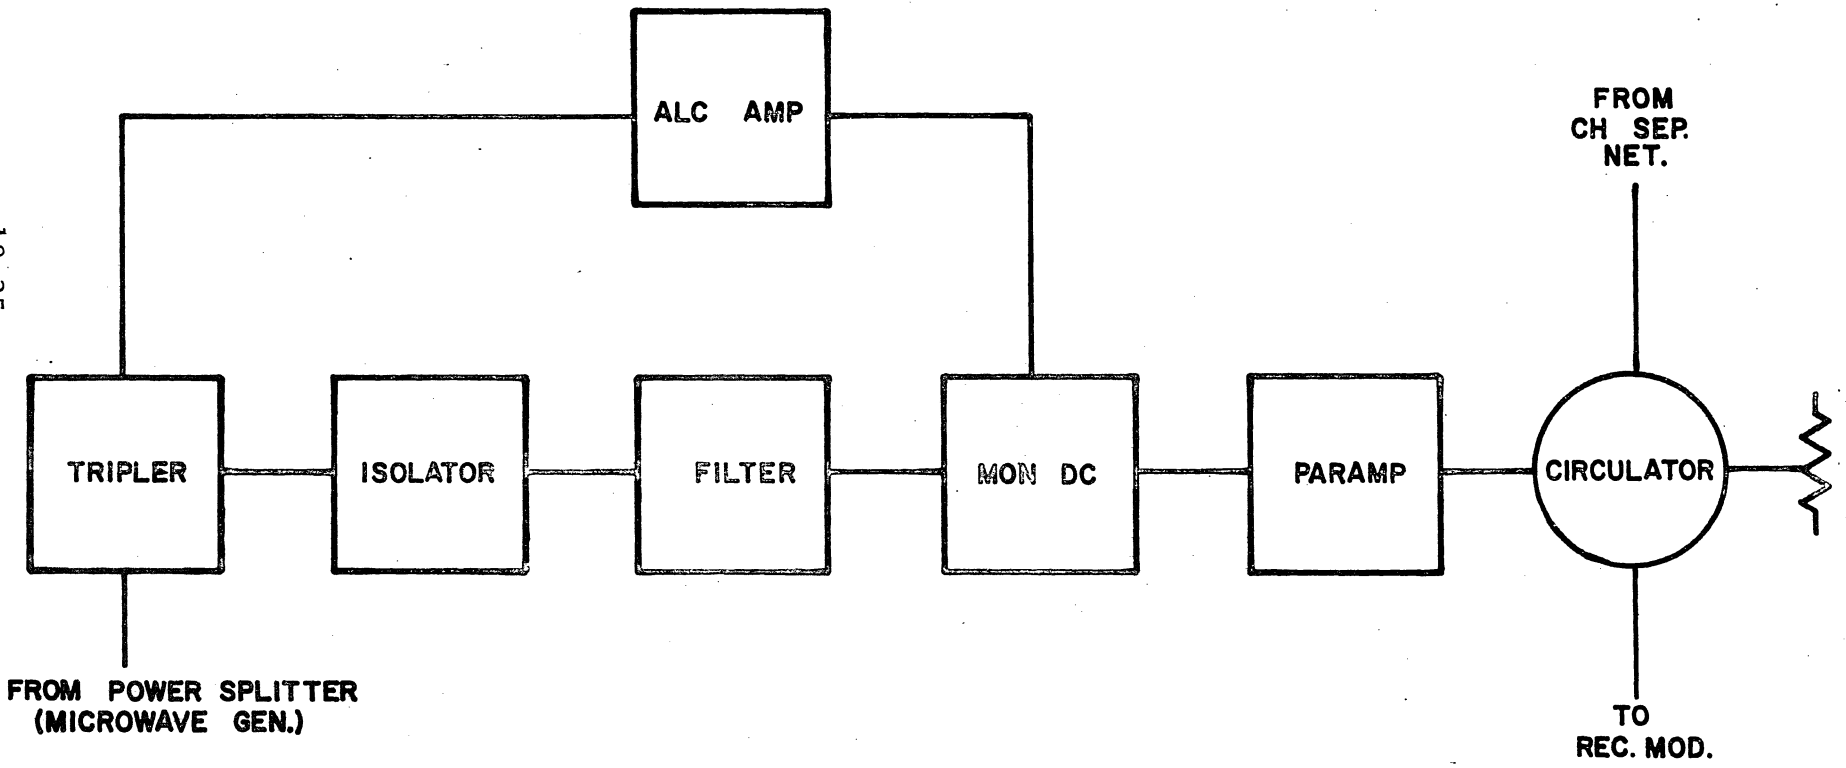 ALC AMP
FROM
CH SEP.
NET.
TRIPLER
ISOLATOR
FILTER
MON DC
PARAMP
CIRCULATOR
FROM POWER SPLITTER
(MICROWAVE GEN.)
TO
REC. MOD.